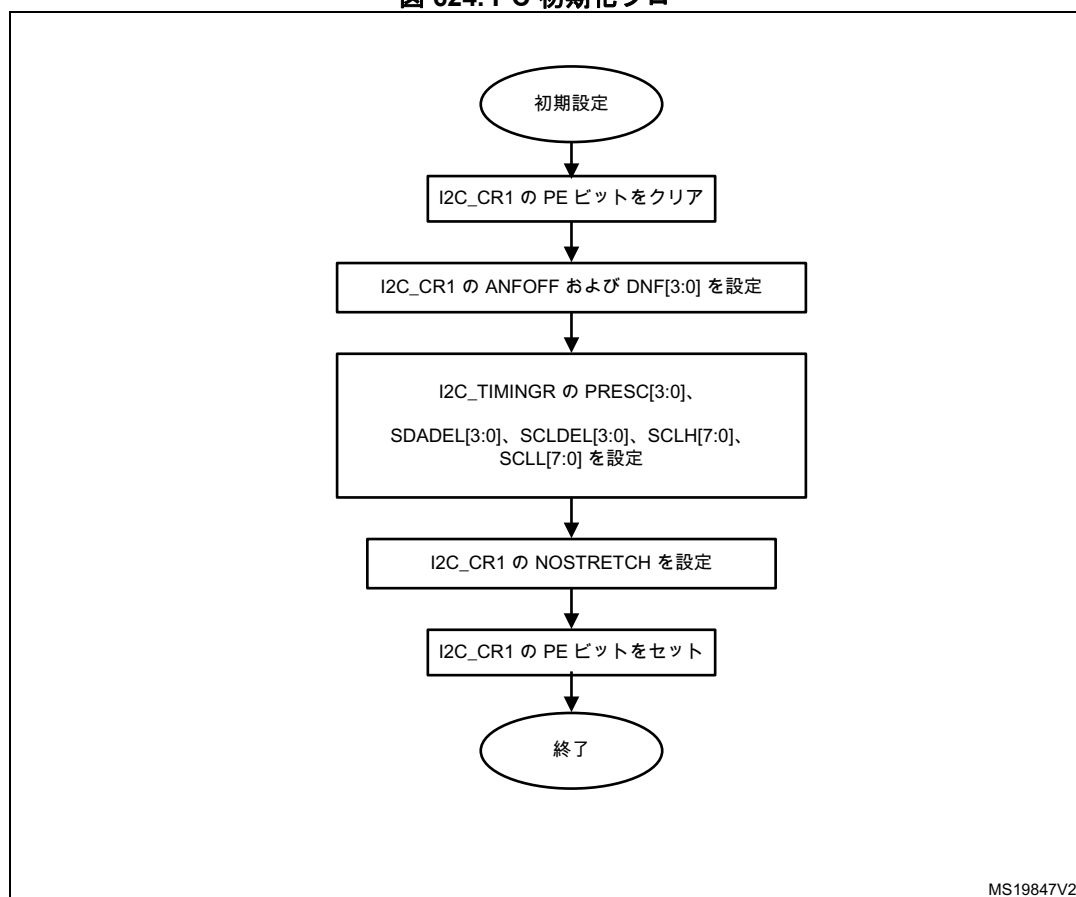 初期設定
I2C_CR1 の PE ビットをクリア
I2C_CR1 の ANFOFF および DNF[3:0] を設定
I2C_TIMINGR の PRESC[3:0]、
SDADEL[3:0]、SCLDEL[3:0]、SCLH[7:0]、
SCLL[7:0] を設定
I2C_CR1 の NOSTRETCH を設定
I2C_CR1 の PE ビットをセット
終了
MS19847V2